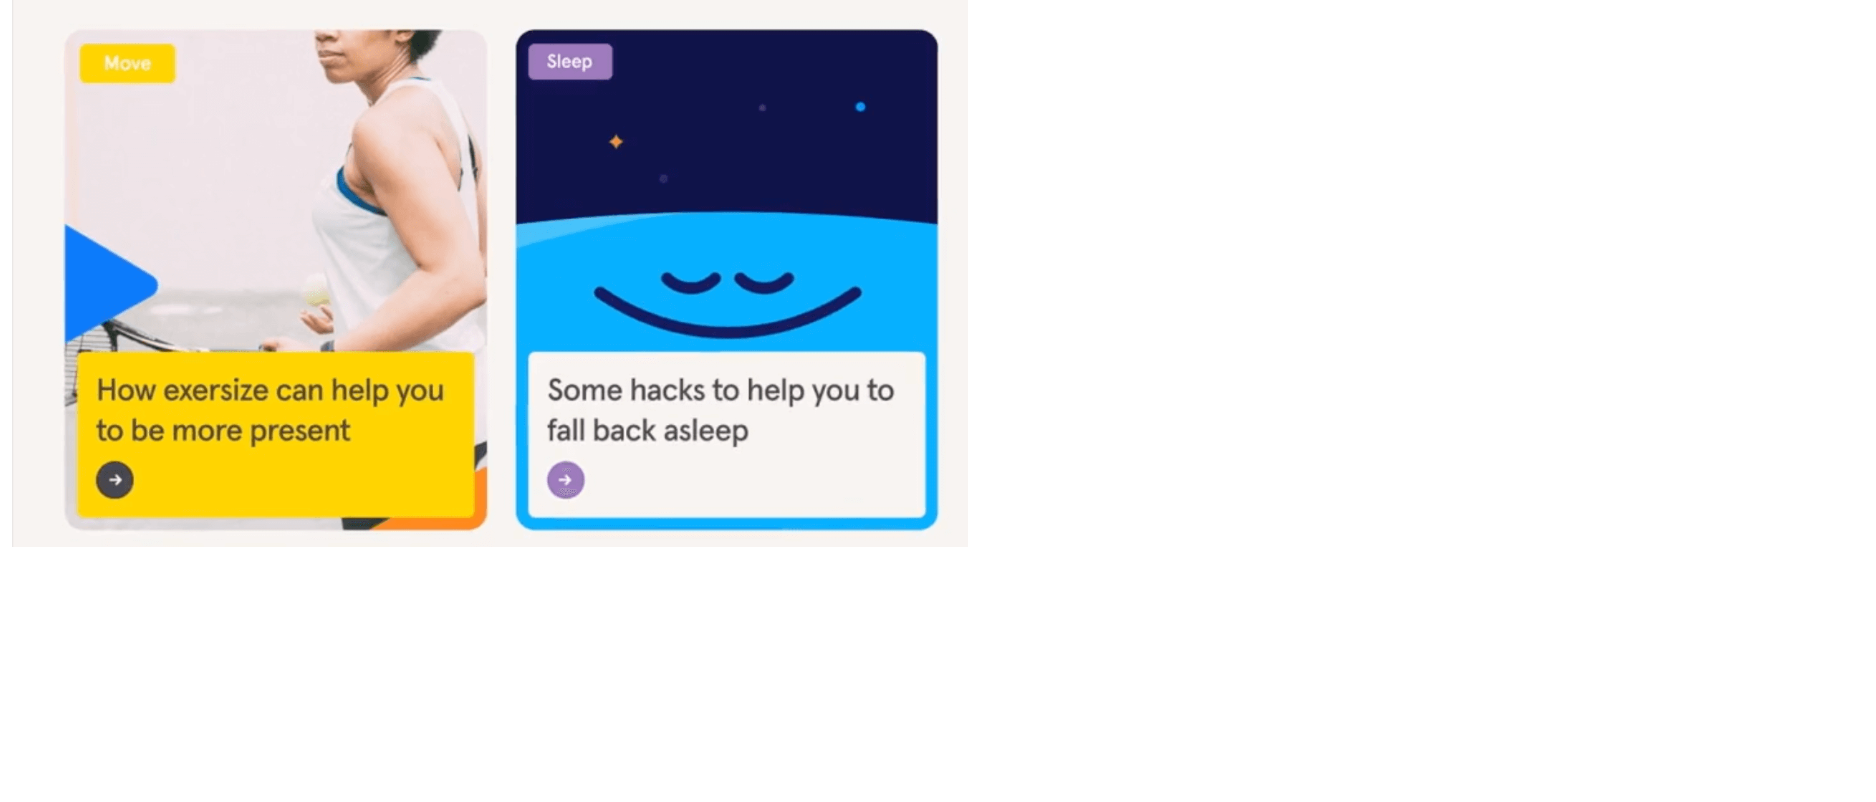 Move
How exersize can help you
to be more present
Sleep
Some hacks to help you to
fall back asleep